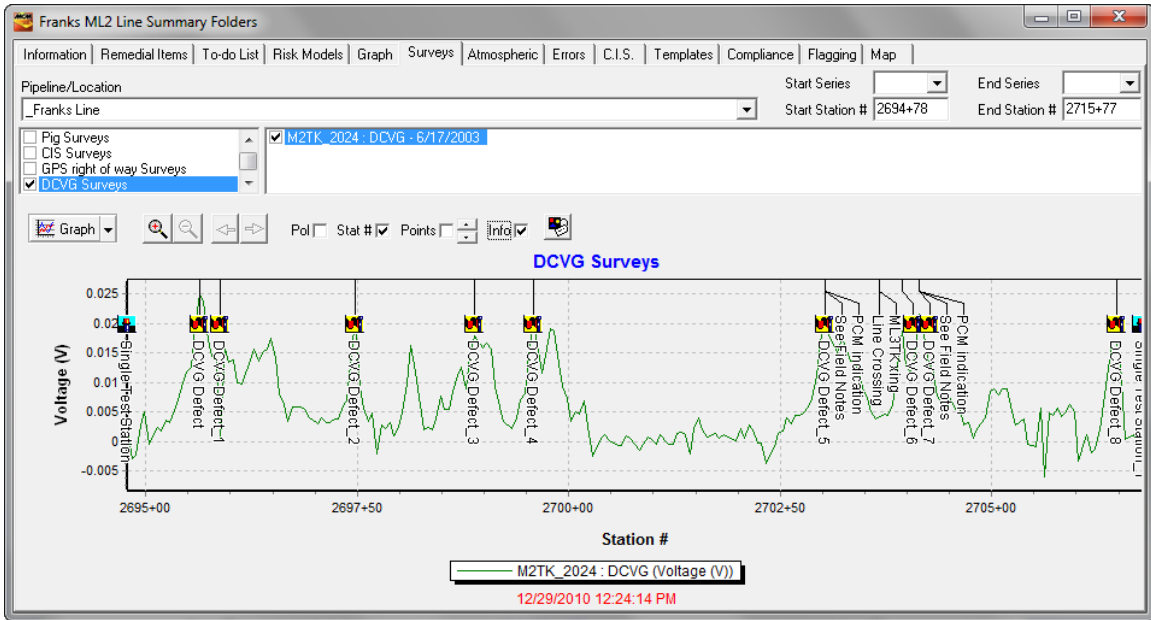 MCM
Franks ML2 Line Summary Folders
Information Remedial Items To-do List Risk Models Graph Surveys Atmospheric Errors C.I.S. Templates Compliance Flagging Map
Pipeline/Location
Start Series
End Series
_Franks Line
Start Station # 2694+78
End Station # 2715+77
Pig Surveys
CIS Surveys
GPS right of way Surveys
DCVG Surveys
M2TK_2024 : DCVG - 6/17/2003
Graph
Pol
Stat #
Points
Info
DCVG Surveys
Voltage (V)
0.025
0.02
0.015
0.01
0.005
0
-0.005
Single Test Station
DCVG Defect
DCVG Defect_1
DCVG Defect_2
DCVG Defect_3
DCVG Defect_4
DCVG Defect_5
See Field Notes
PCM indication
Line Crossing
ML3TKxing
DCVG Defect_6
DCVG Defect_7
See Field Notes
PCM indication
DCVG Defect_8
Single Test Station_1
2695+00
2697+50
2700+00
2702+50
2705+00
Station #
M2TK_2024 : DCVG (Voltage (V))
12/29/2010 12:24:14 PM